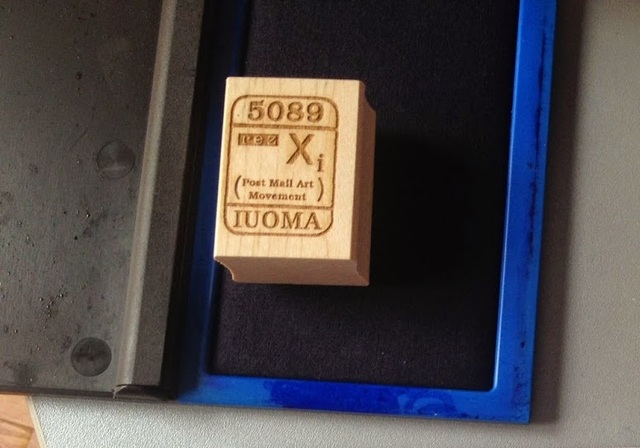 5089
Xi
(Post Mail Art
Movement)
IUOMA